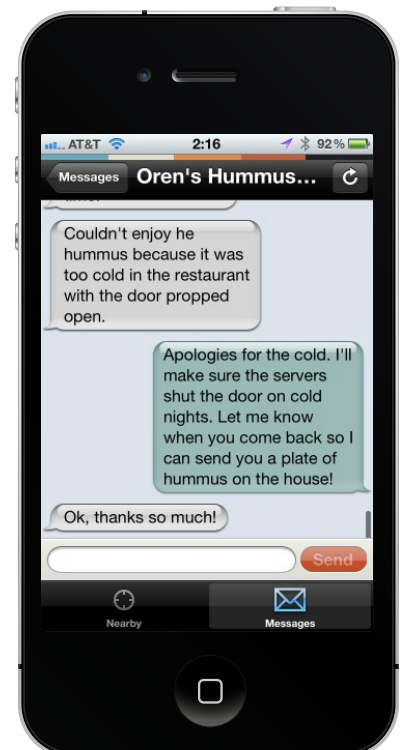 AT&T 2:16 92%
Messages Oren's Hummus...
Couldn't enjoy he
hummus because it was
too cold in the restaurant
with the door propped
open.
Apologies for the cold. I'll
make sure the servers
shut the door on cold
nights. Let me know
when you come back so I
can send you a plate of
hummus on the house!
Ok, thanks so much!
Send
Nearby Messages